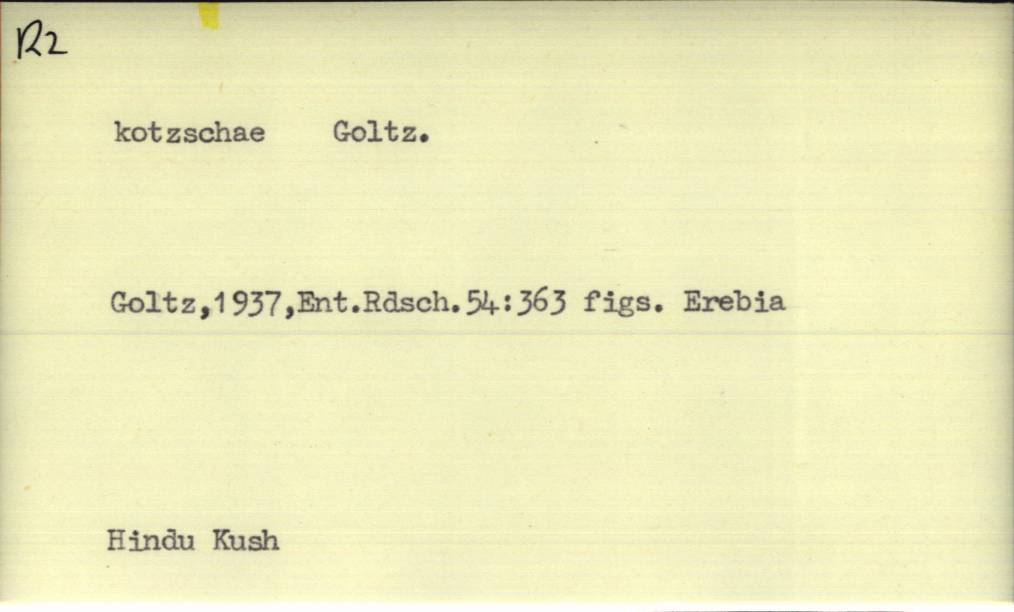 R2
kotzschae Goltz.
Goltz,1937,Ent.Rdsch.54:363 figs. Erebia
Hindu Kush